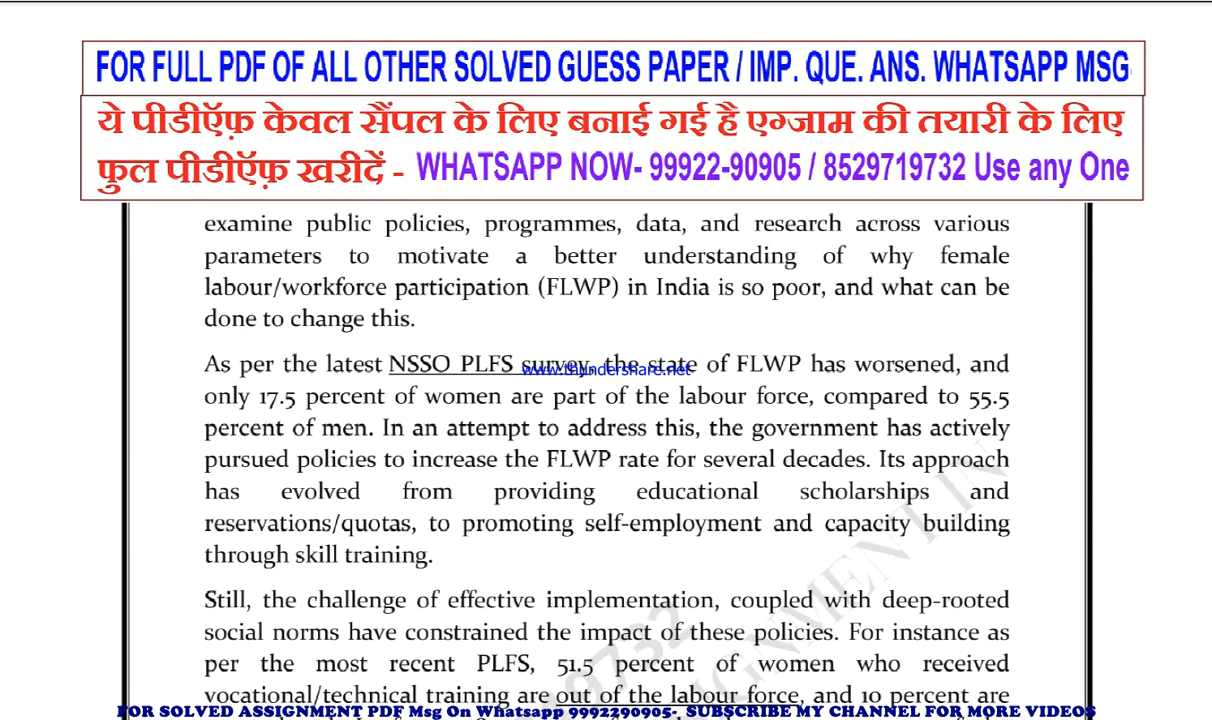 FOR FULL PDF OF ALL OTHER SOLVED GUESS PAPER / IMP. QUE. ANS. WHATSAPP MSG
ये पीडीऍफ़ केवल सैंपल के लिए बनाई गई है एग्जाम की तयारी के लिए
फुल पीडीऍफ़ खरीदें - WHATSAPP NOW- 99922-90905 / 8529719732 Use any One
examine public policies, programmes, data, and research across various
parameters to motivate a better understanding of why female
labour/workforce participation (FLWP) in India is so poor, and what can be
done to change this.
As per the latest NSSO PLFS survey, the state of FLWP has worsened, and
www.thundershare.net
only 17.5 percent of women are part of the labour force, compared to 55.5
percent of men. In an attempt to address this, the government has actively
pursued policies to increase the FLWP rate for several decades. Its approach
has evolved from providing educational scholarships and
reservations/quotas, to promoting self-employment and capacity building
through skill training.
Still, the challenge of effective implementation, coupled with deep-rooted
social norms have constrained the impact of these policies. For instance as
per the most recent PLFS, 51.5 percent of women who received
vocational/technical training are out of the labour force, and 10 percent are
FOR SOLVED ASSIGNMENT PDF Msg On Whatsapp 9992290905- SUBSCRIBE MY CHANNEL FOR MORE VIDEOS